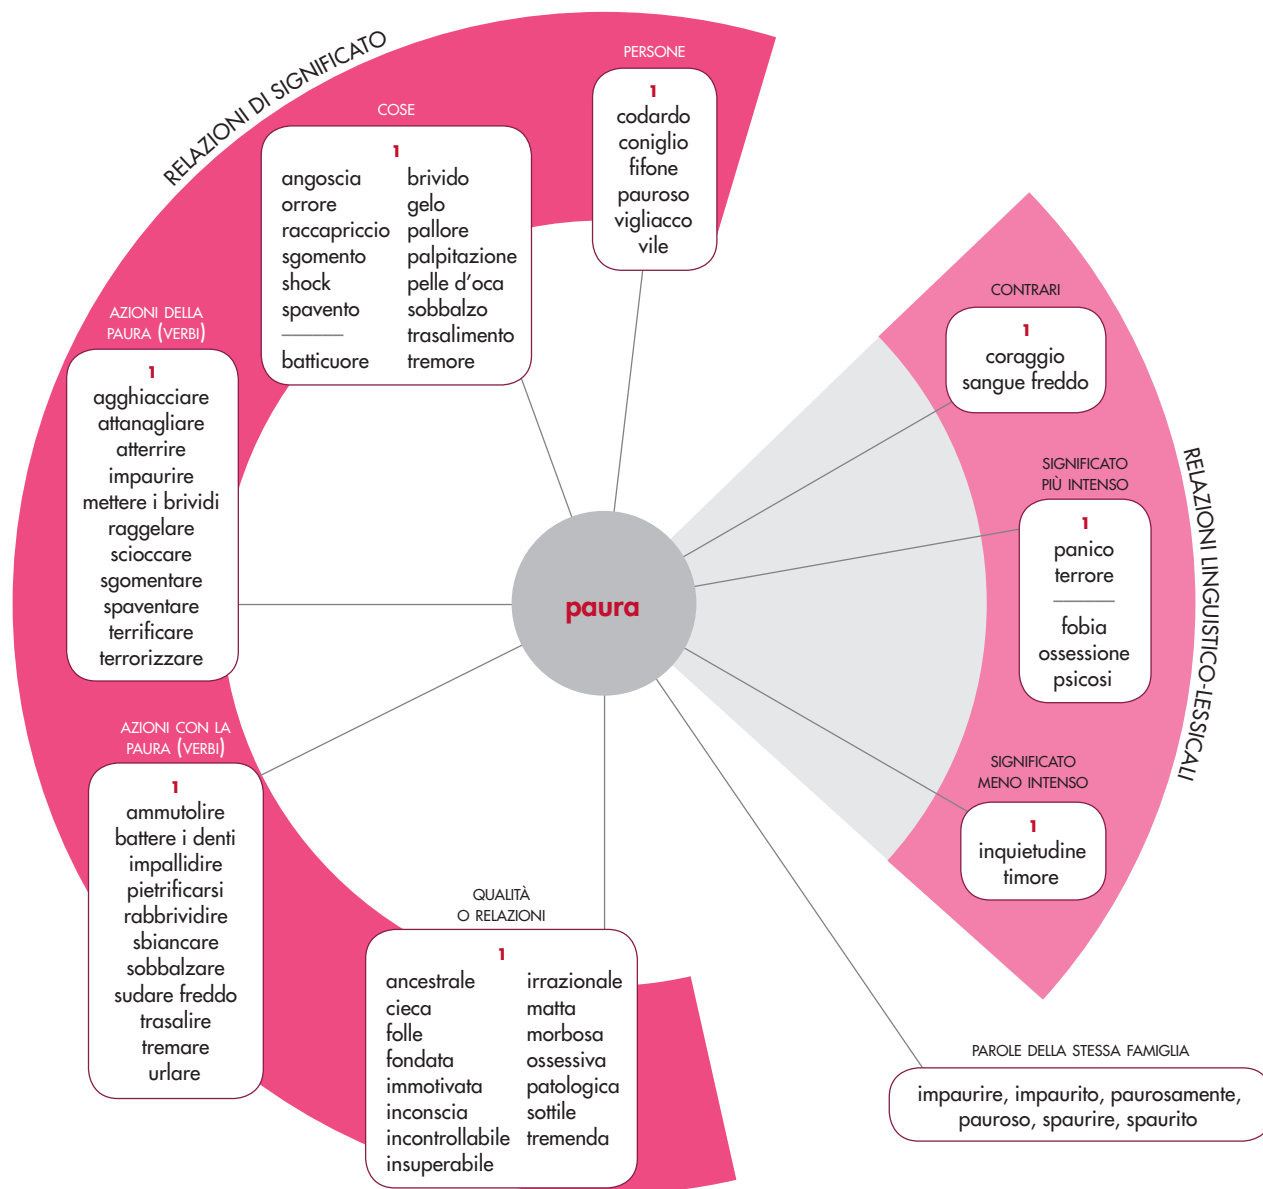 RELAZIONI DI SIGNIFICATO
PERSONE
1
codardo
coniglio
fifone
pauroso
vigliacco
vile
COSE
1
angoscia
orrore
raccapriccio
sgomento
shock
spavento
batticuore
brivido
gelo
pallore
palpitazione
pelle d’oca
sobbalzo
trasalimento
tremore
AZIONI DELLA
PAURA (VERBI)
1
agghiacciare
attanagliare
atterrire
impaurire
mettere i brividi
raggelare
scioccare
sgomentare
spaventare
terrificare
terrorizzare
AZIONI CON LA
PAURA (VERBI)
1
ammutolire
battere i denti
impallidire
pietrificarsi
rabbrividire
sbiancare
sobbalzare
sudare freddo
trasalire
tremare
urlare
QUALITÀ
O RELAZIONI
1
ancestrale
cieca
folle
fondata
immotivata
inconscia
incontrollabile
insuperabile
irrazionale
matta
morbosa
ossessiva
patologica
sottile
tremenda
paura
RELAZIONI LINGUISTICO-LESSICALI
CONTRARI
1
coraggio
sangue freddo
SIGNIFICATO
PIÙ INTENSO
1
panico
terrore
fobia
ossessione
psicosi
SIGNIFICATO
MENO INTENSO
1
inquietudine
timore
PAROLE DELLA STESSA FAMIGLIA
impaurire, impaurito, paurosamente,
pauroso, spaurire, spaurito